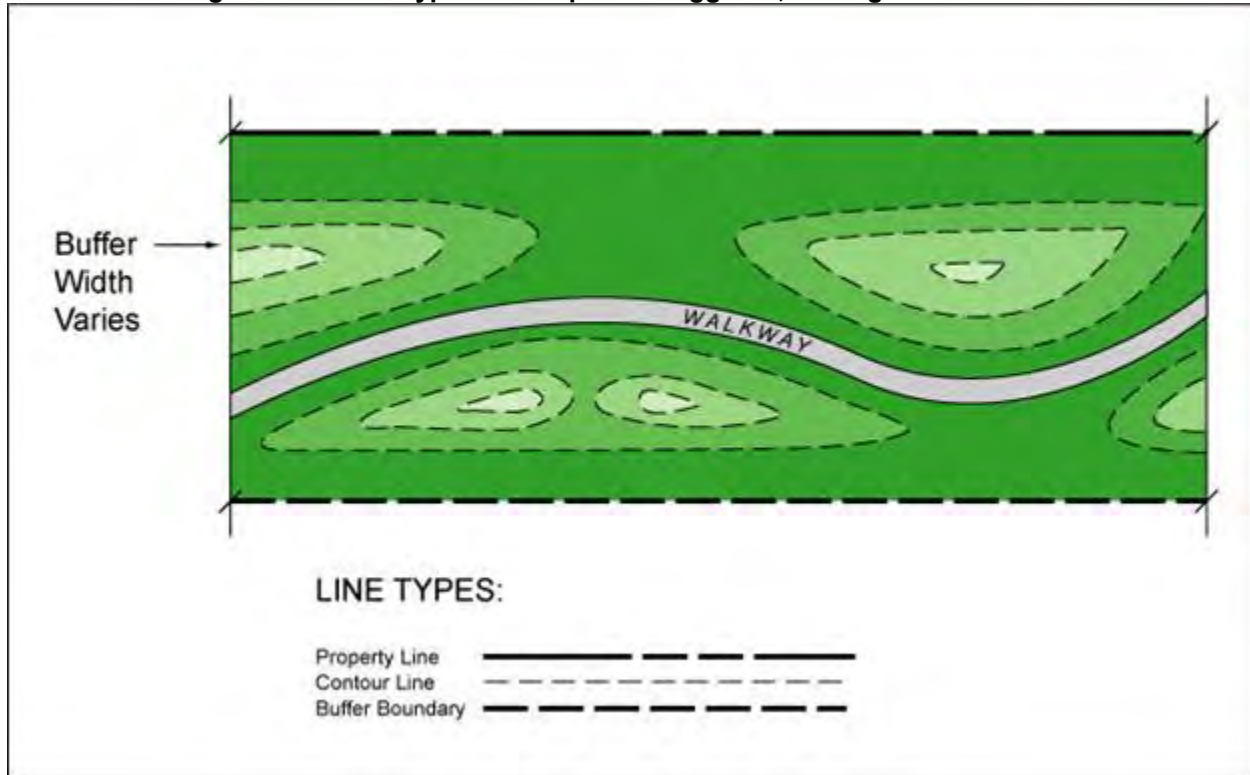 Buffer
Width
Varies
WALKWAY
LINE TYPES:
Property Line
Contour Line
Buffer Boundary